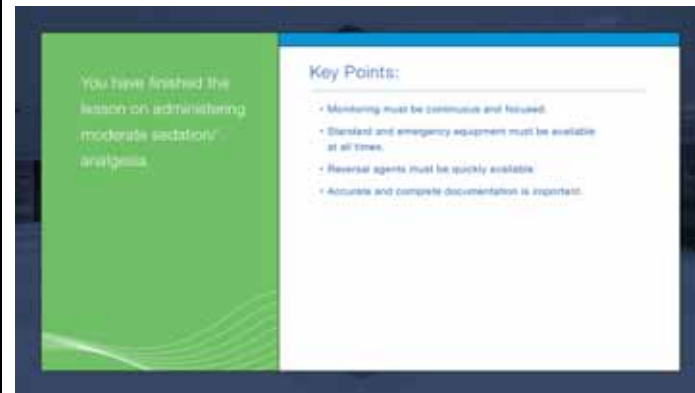 You have finished the
lesson on administering
moderate sedation/
analgesia.
Key Points:
• Monitoring must be continuous and focused.
• Standard and emergency equipment must be available
at all times.
• Reversal agents must be quickly available.
• Accurate and complete documentation is important.